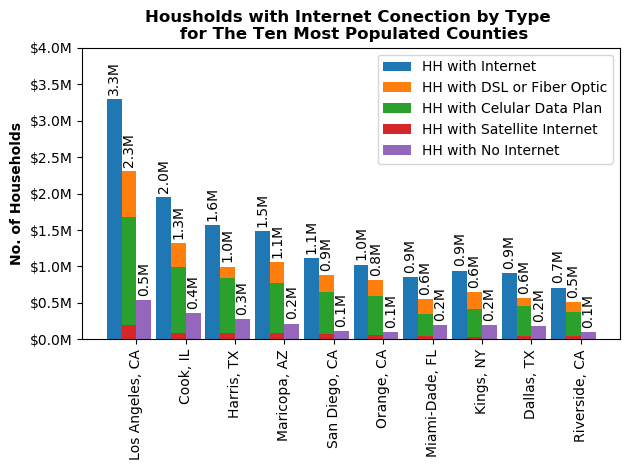 Housholds with Internet Conection by Type
for The Ten Most Populated Counties
$4.0M
$3.5M
$3.0M
$2.5M
$2.0M
$1.5M
$1.0M
$0.5M
$0.0M
No. of Households
HH with Internet
HH with DSL or Fiber Optic
HH with Celular Data Plan
HH with Satellite Internet
HH with No Internet
3.3M
2.3M
0.5M
2.0M
1.3M
0.4M
1.6M
1.0M
0.3M
1.5M
1.1M
0.2M
1.1M
0.9M
0.1M
1.0M
0.8M
0.1M
0.9M
0.6M
0.2M
0.9M
0.6M
0.2M
0.9M
0.6M
0.2M
0.7M
0.5M
0.1M
Los Angeles, CA
Cook, IL
Harris, TX
Maricopa, AZ
San Diego, CA
Orange, CA
Miami-Dade, FL
Kings, NY
Dallas, TX
Riverside, CA